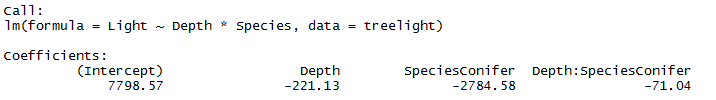 Call:
lm(formula = Light ~ Depth * Species, data = treelight)
Coefficients:
(Intercept) Depth SpeciesConifer Depth:SpeciesConifer
7798.57 -221.13 -2784.58 -71.04